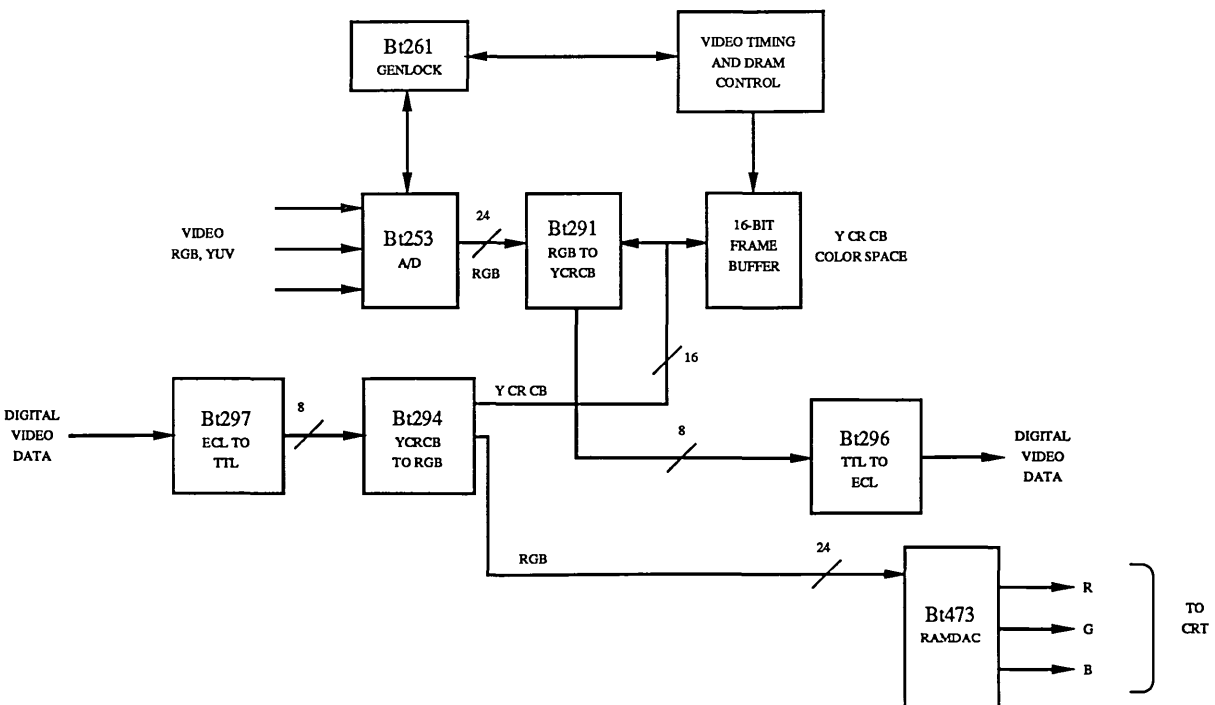 Bt261
GENLOCK
VIDEO TIMING
AND DRAM
CONTROL
VIDEO
RGB, YUV
Bt253
A/D
24
RGB
Bt291
RGB TO
YCRCB
16-BIT
FRAME
BUFFER
Y CR CB
COLOR SPACE
16
DIGITAL
VIDEO
DATA
Bt297
ECL TO
TTL
8
Bt294
YCRCB
TO RGB
Y CR CB
8
Bt296
TTL TO
ECL
DIGITAL
VIDEO
DATA
RGB
24
Bt473
RAMDAC
R
G
B
TO
CRT